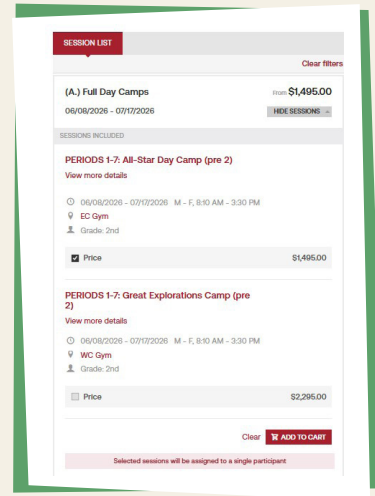 SESSION LIST
Clear filters
(A.) Full Day Camps
From $1,495.00
06/08/2026 - 07/17/2026
HIDE SESSIONS
SESSIONS INCLUDED
PERIODS 1-7: All-Star Day Camp (pre 2)
View more details
06/08/2026 - 07/17/2026 M - F, 8:10 AM - 3:30 PM
EC Gym
Grade: 2nd
Price $1,495.00
PERIODS 1-7: Great Explorations Camp (pre
2)
View more details
06/08/2026 - 07/17/2026 M - F, 8:10 AM - 3:30 PM
WC Gym
Grade: 2nd
Price $2,295.00
Clear ADD TO CART
Selected sessions will be assigned to a single participant